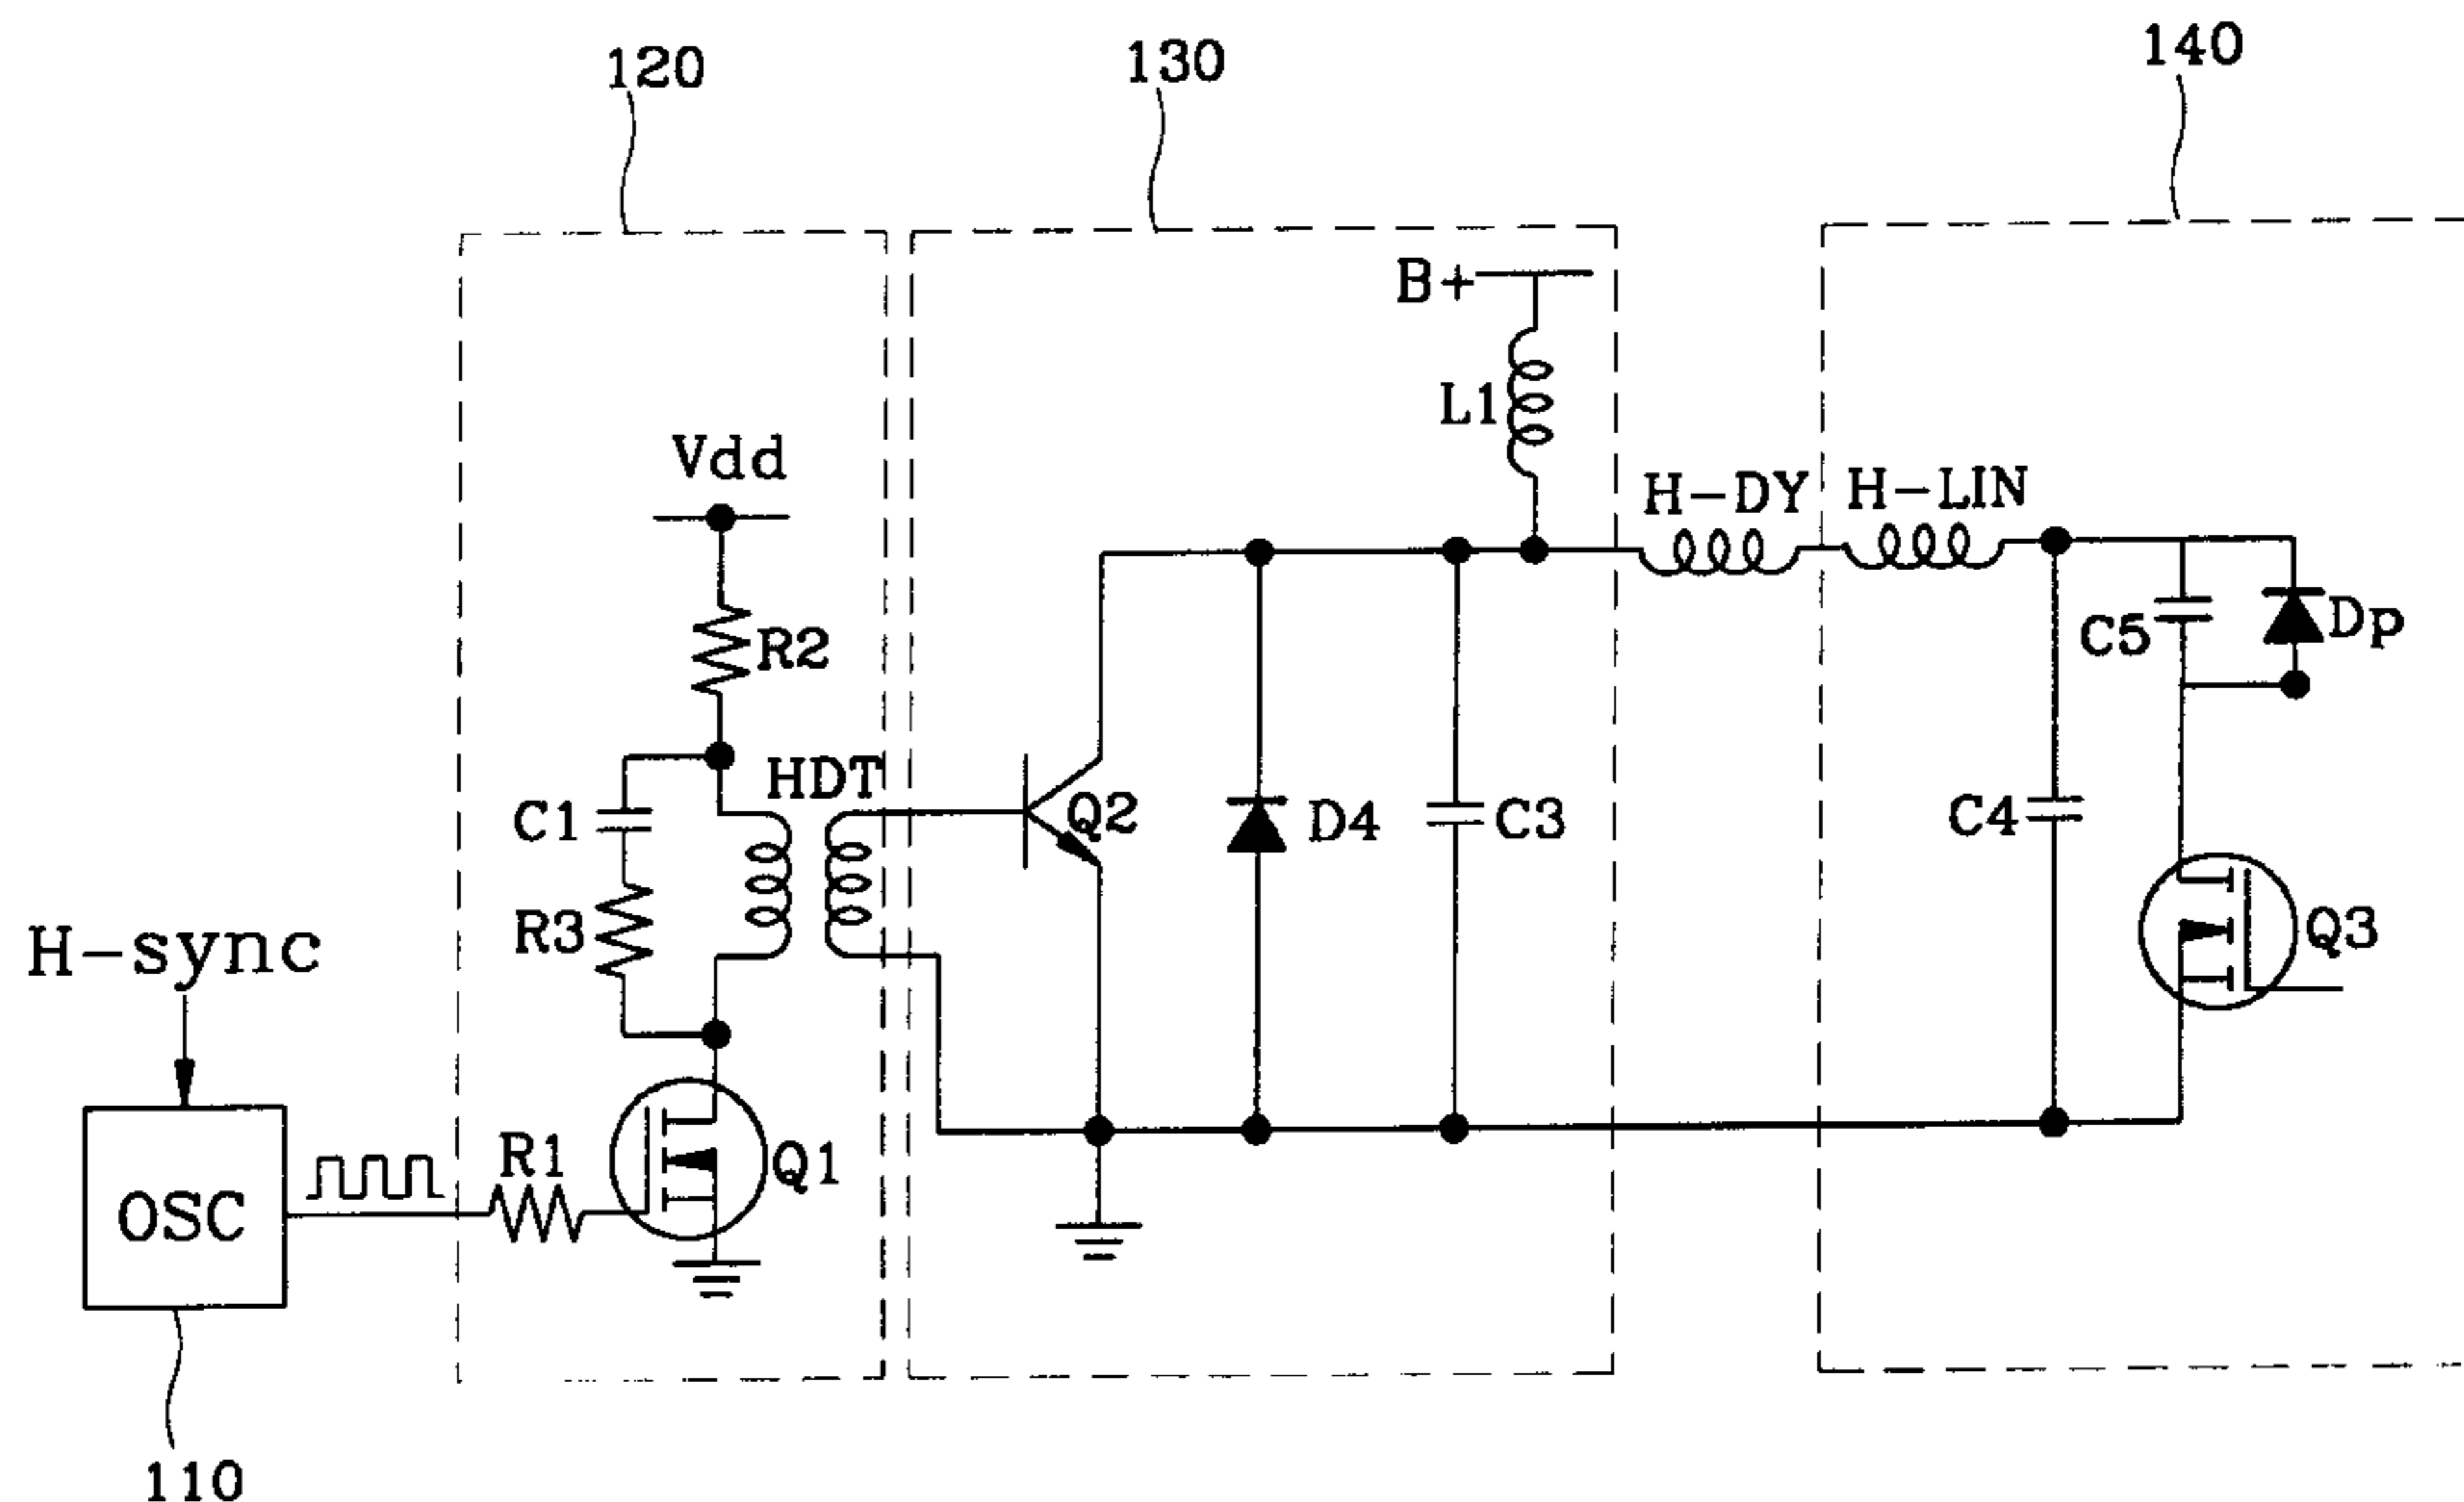 120
130
140
B+
L1
Vdd
H-DY
H-LIN
R2
C5
Dp
HDT
C1
Q2
D4
C3
C4
R3
Q3
H-sync
R1
Q1
OSC
110